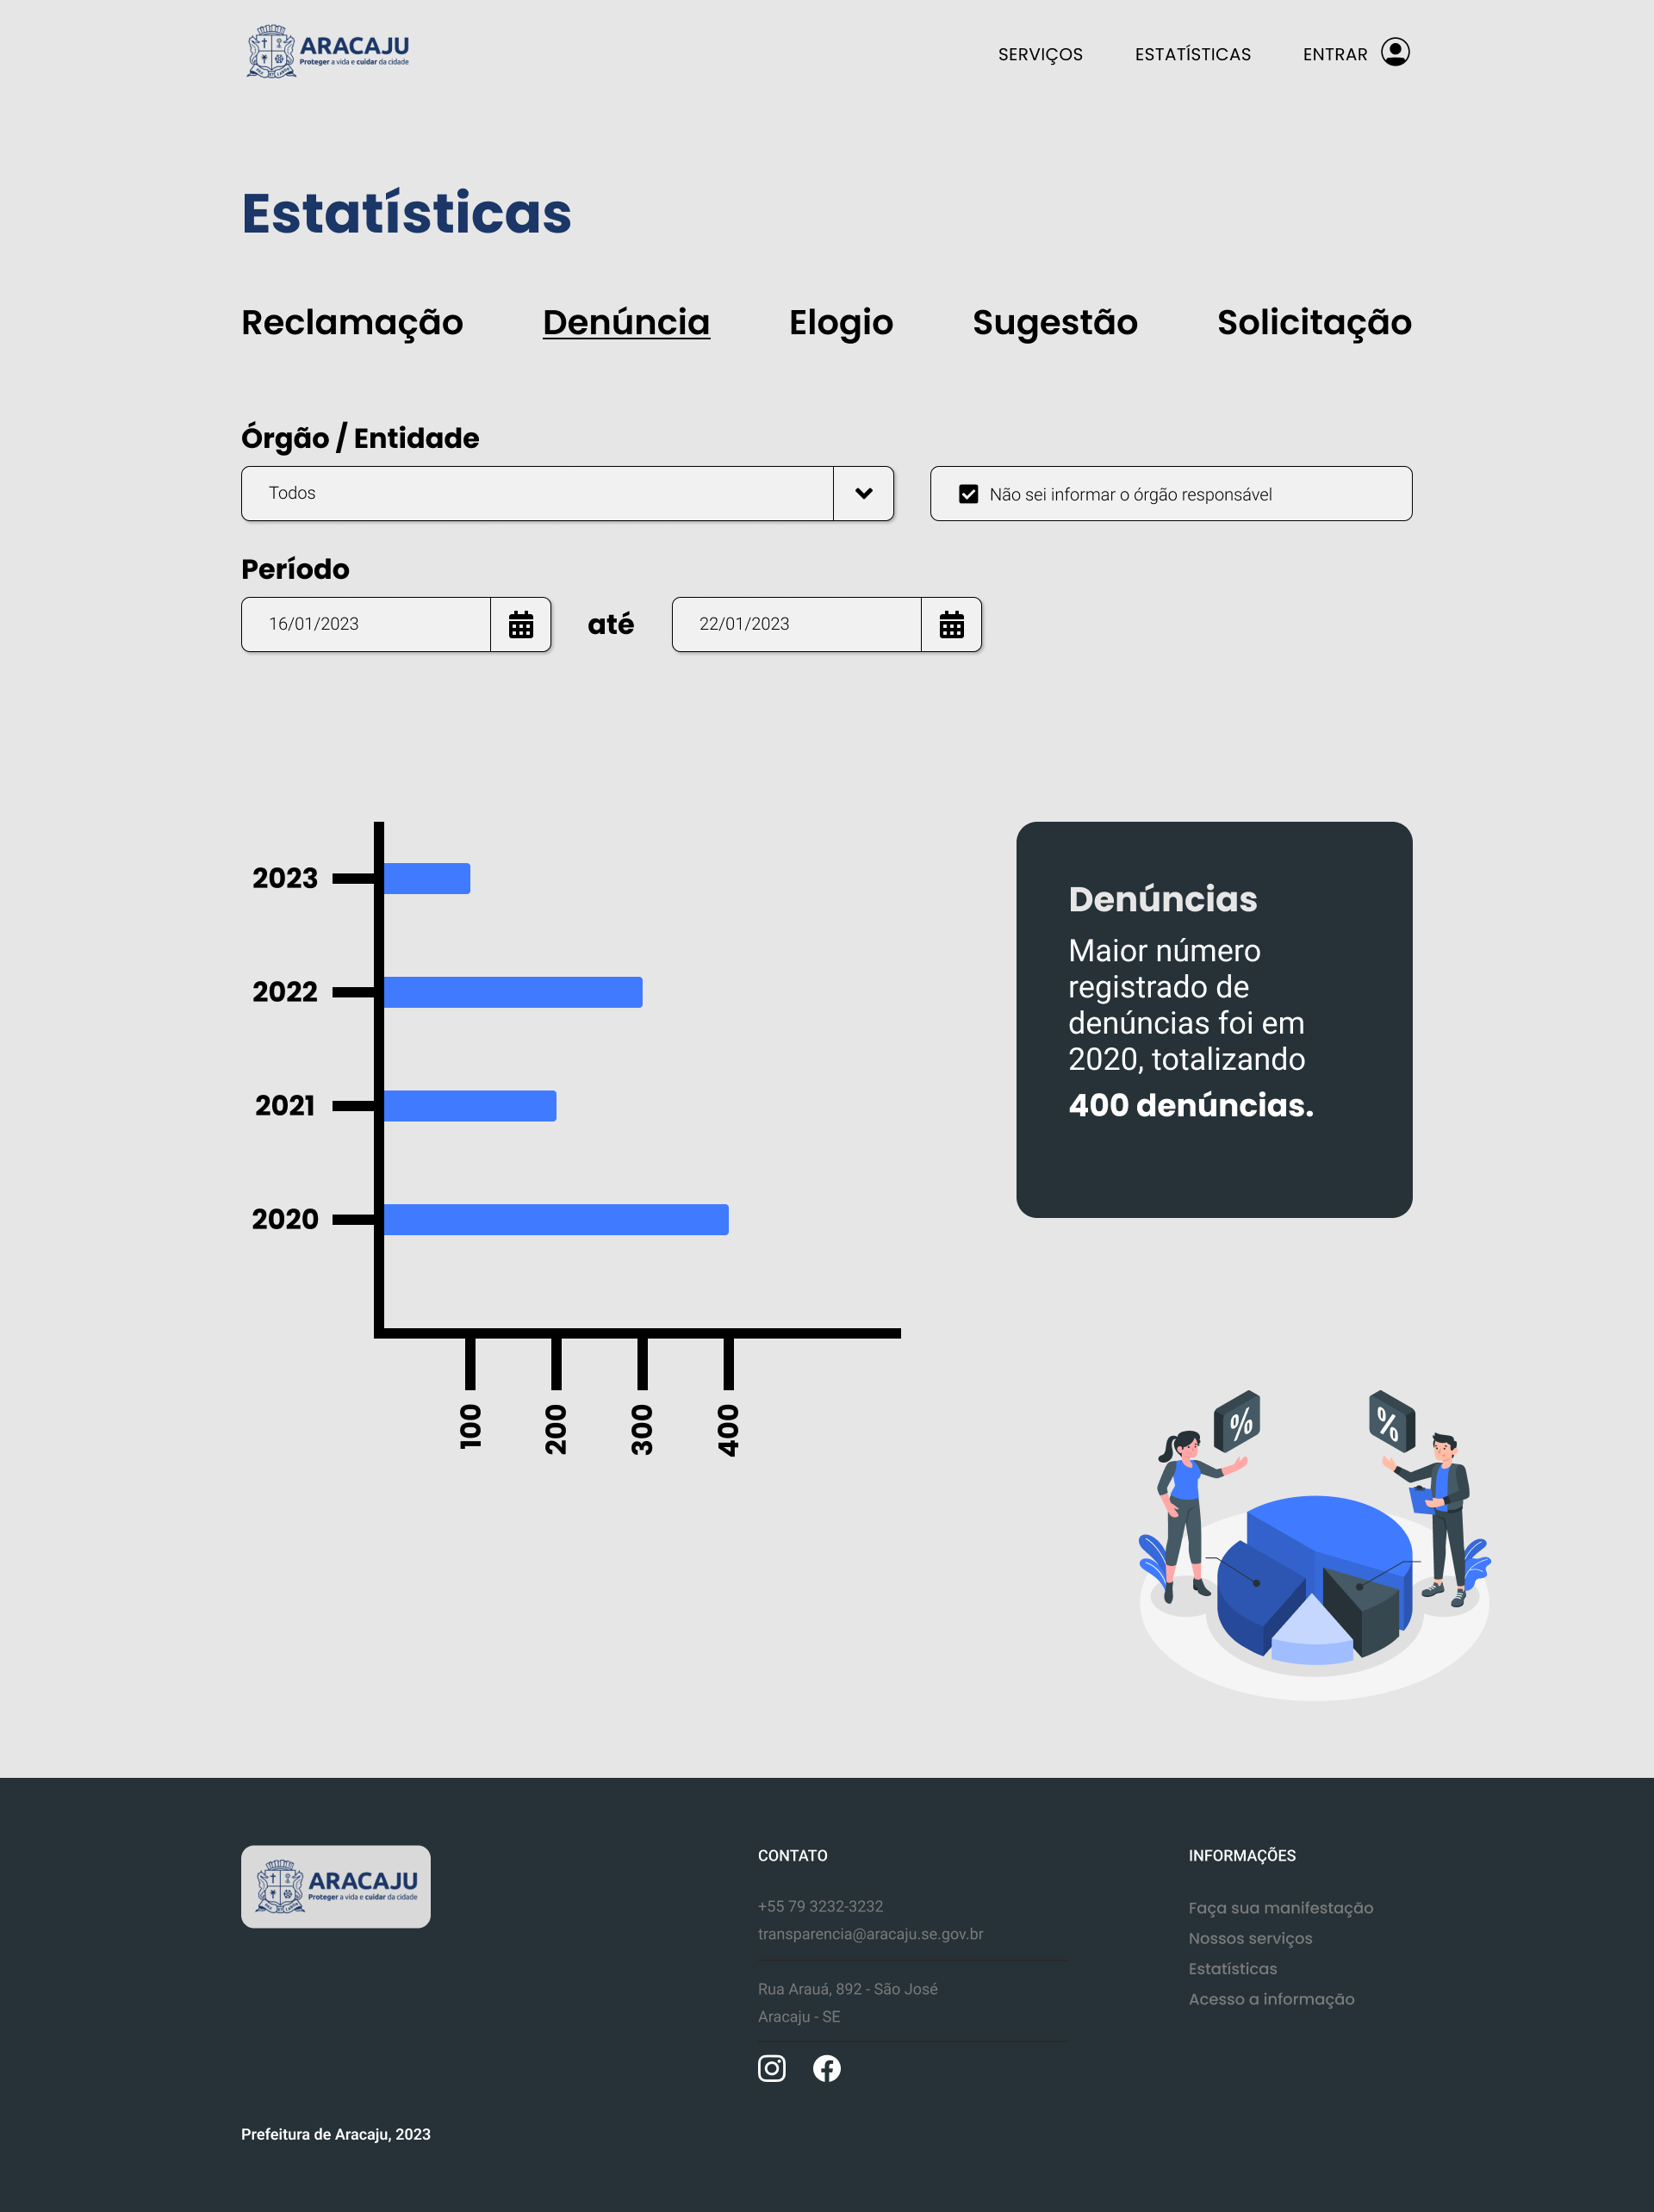 ARACAJU
Proteger a vida e cuidar da cidade
SERVIÇOS
ESTATÍSTICAS
ENTRAR
Estatísticas
Reclamação
Denúncia
Elogio
Sugestão
Solicitação
Órgão / Entidade
Todos
Não sei informar o órgão responsável
Período
16/01/2023
até
22/01/2023
2023
2022
2021
2020
100
200
300
400
Denúncias
Maior número
registrado de
denúncias foi em
2020, totalizando
400 denúncias.
%
%
ARACAJU
Proteger a vida e cuidar da cidade
CONTATO
+55 79 3232-3232
transparencia@aracaju.se.gov.br
Rua Arauá, 892 - São José
Aracaju - SE
INFORMAÇÕES
Faça sua manifestação
Nossos serviços
Estatísticas
Acesso a informação
Prefeitura de Aracaju, 2023